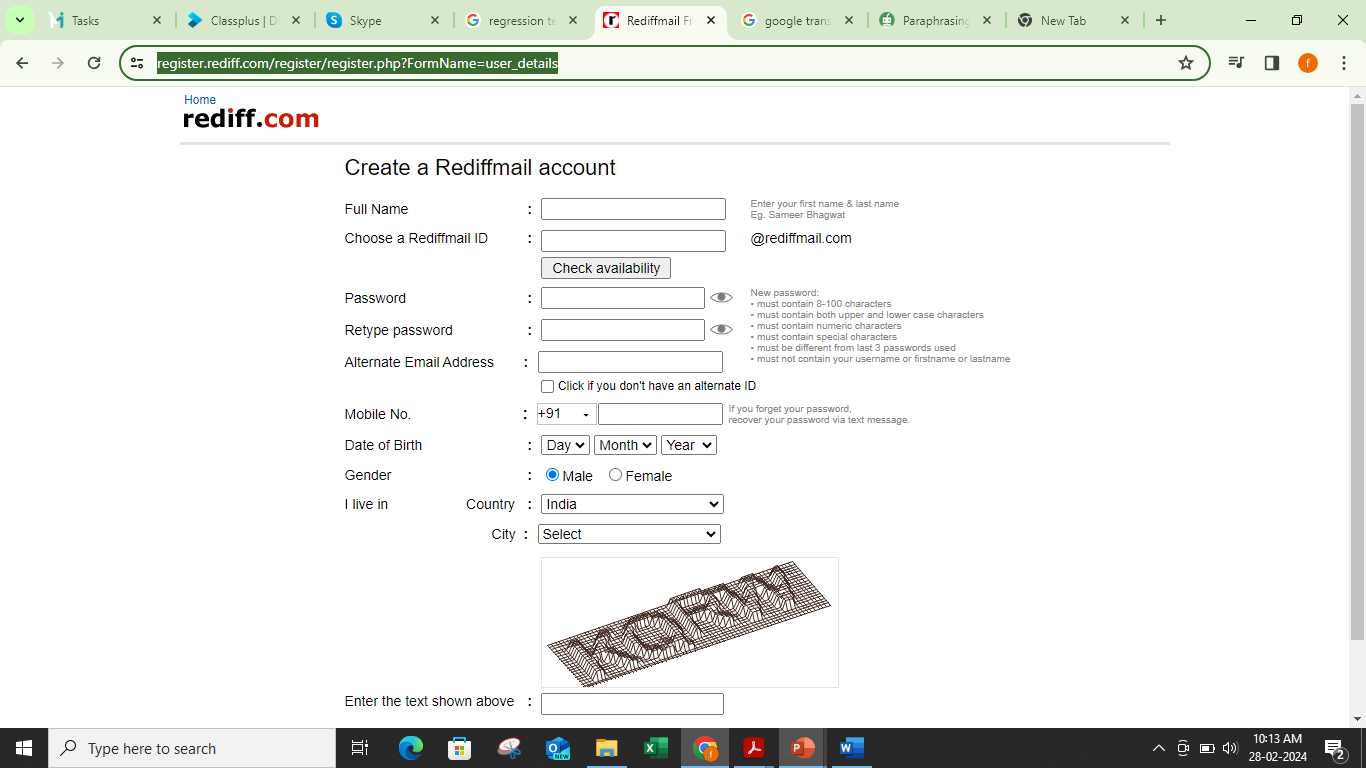 Tasks
Classplus | D
Skype
regression te
Rediffmail Fr
google trans
Paraphrasing
New Tab
register.rediff.com/register/register.php?FormName=user_details
f
Home
rediff.com
Create a Rediffmail account
Full Name :
Enter your first name & last name
Eg. Sameer Bhagwat
Choose a Rediffmail ID : @rediffmail.com
Check availability
Password :
Retype password :
New password:
• must contain 8-100 characters
• must contain both upper and lower case characters
• must contain numeric characters
• must contain special characters
• must be different from last 3 passwords used
• must not contain your username or firstname or lastname
Alternate Email Address :
Click if you don't have an alternate ID
Mobile No. : +91
If you forget your password,
recover your password via text message.
Date of Birth : Day Month Year
Gender : Male Female
I live in Country : India
City : Select
Enter the text shown above :
Type here to search
NEW
f
10:13 AM
28-02-2024
2